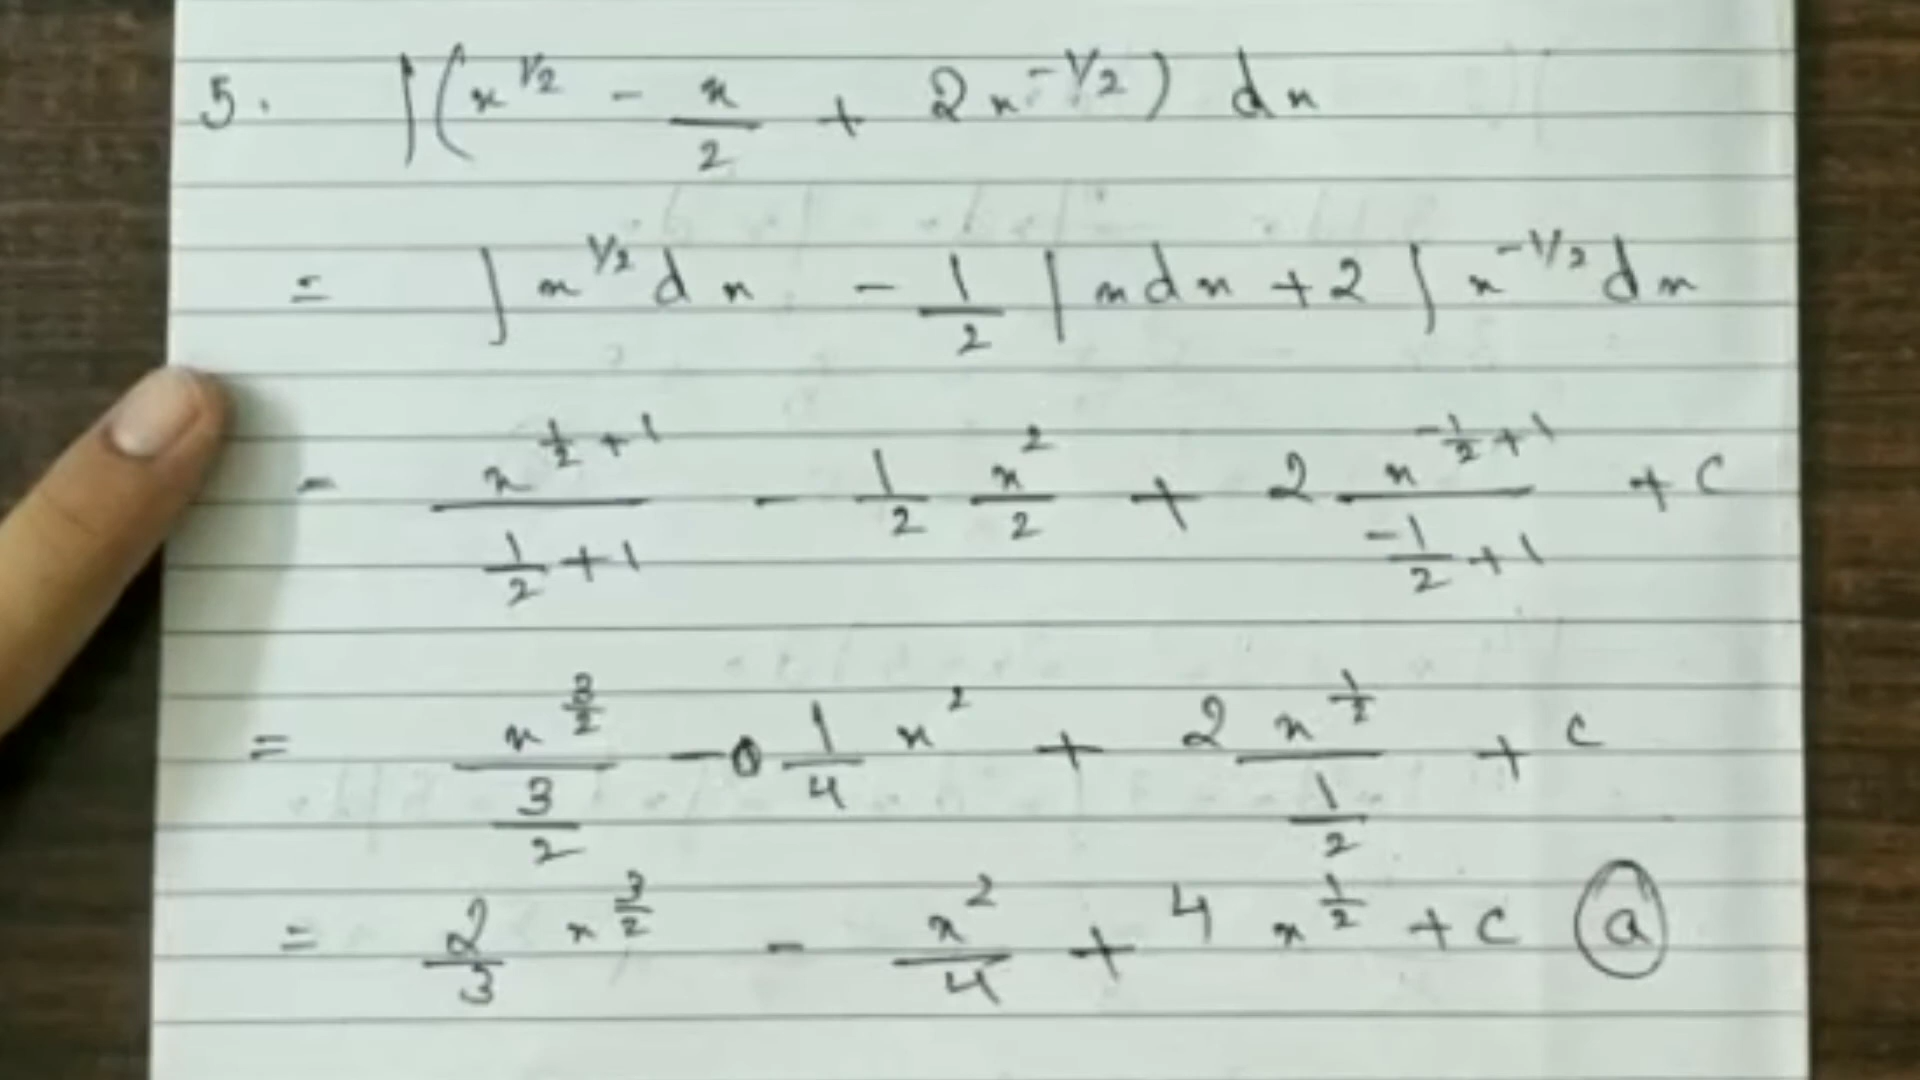 5. ∫(x^1/2 - x/2 + 2x^-1/2) dx
= ∫x^1/2 dx - 1/2 ∫xdx + 2∫x^-1/2 dx
- x^(1/2+1)/(1/2+1) - 1/2 x^2/2 + 2 x^(-1/2+1)/(-1/2+1) + c
= x^(3/2)/(3/2) - 1/4 x^2 + 2 x^(1/2)/(1/2) + c
= 2/3 x^(3/2) - x^2/4 + 4 x^(1/2) + c (a)